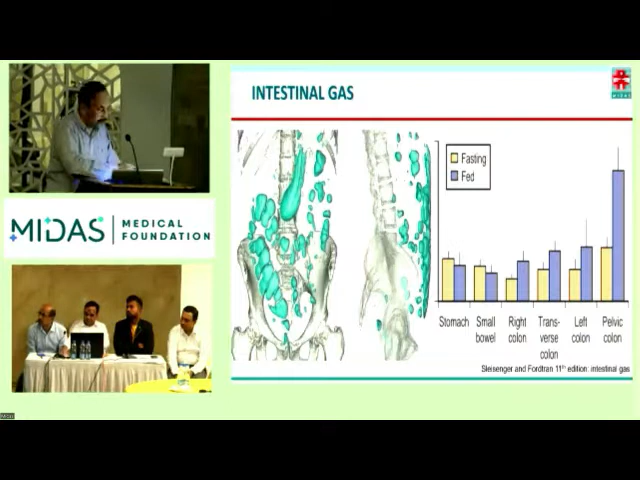 INTESTINAL GAS
MIDAS
MIDAS
MEDICAL
FOUNDATION
Fasting
Fed
Stomach
Small
bowel
Right
colon
Trans-
verse
colon
Left
colon
Pelvic
colon
Sleisenger and Fordtran 11th edition: intestinal gas